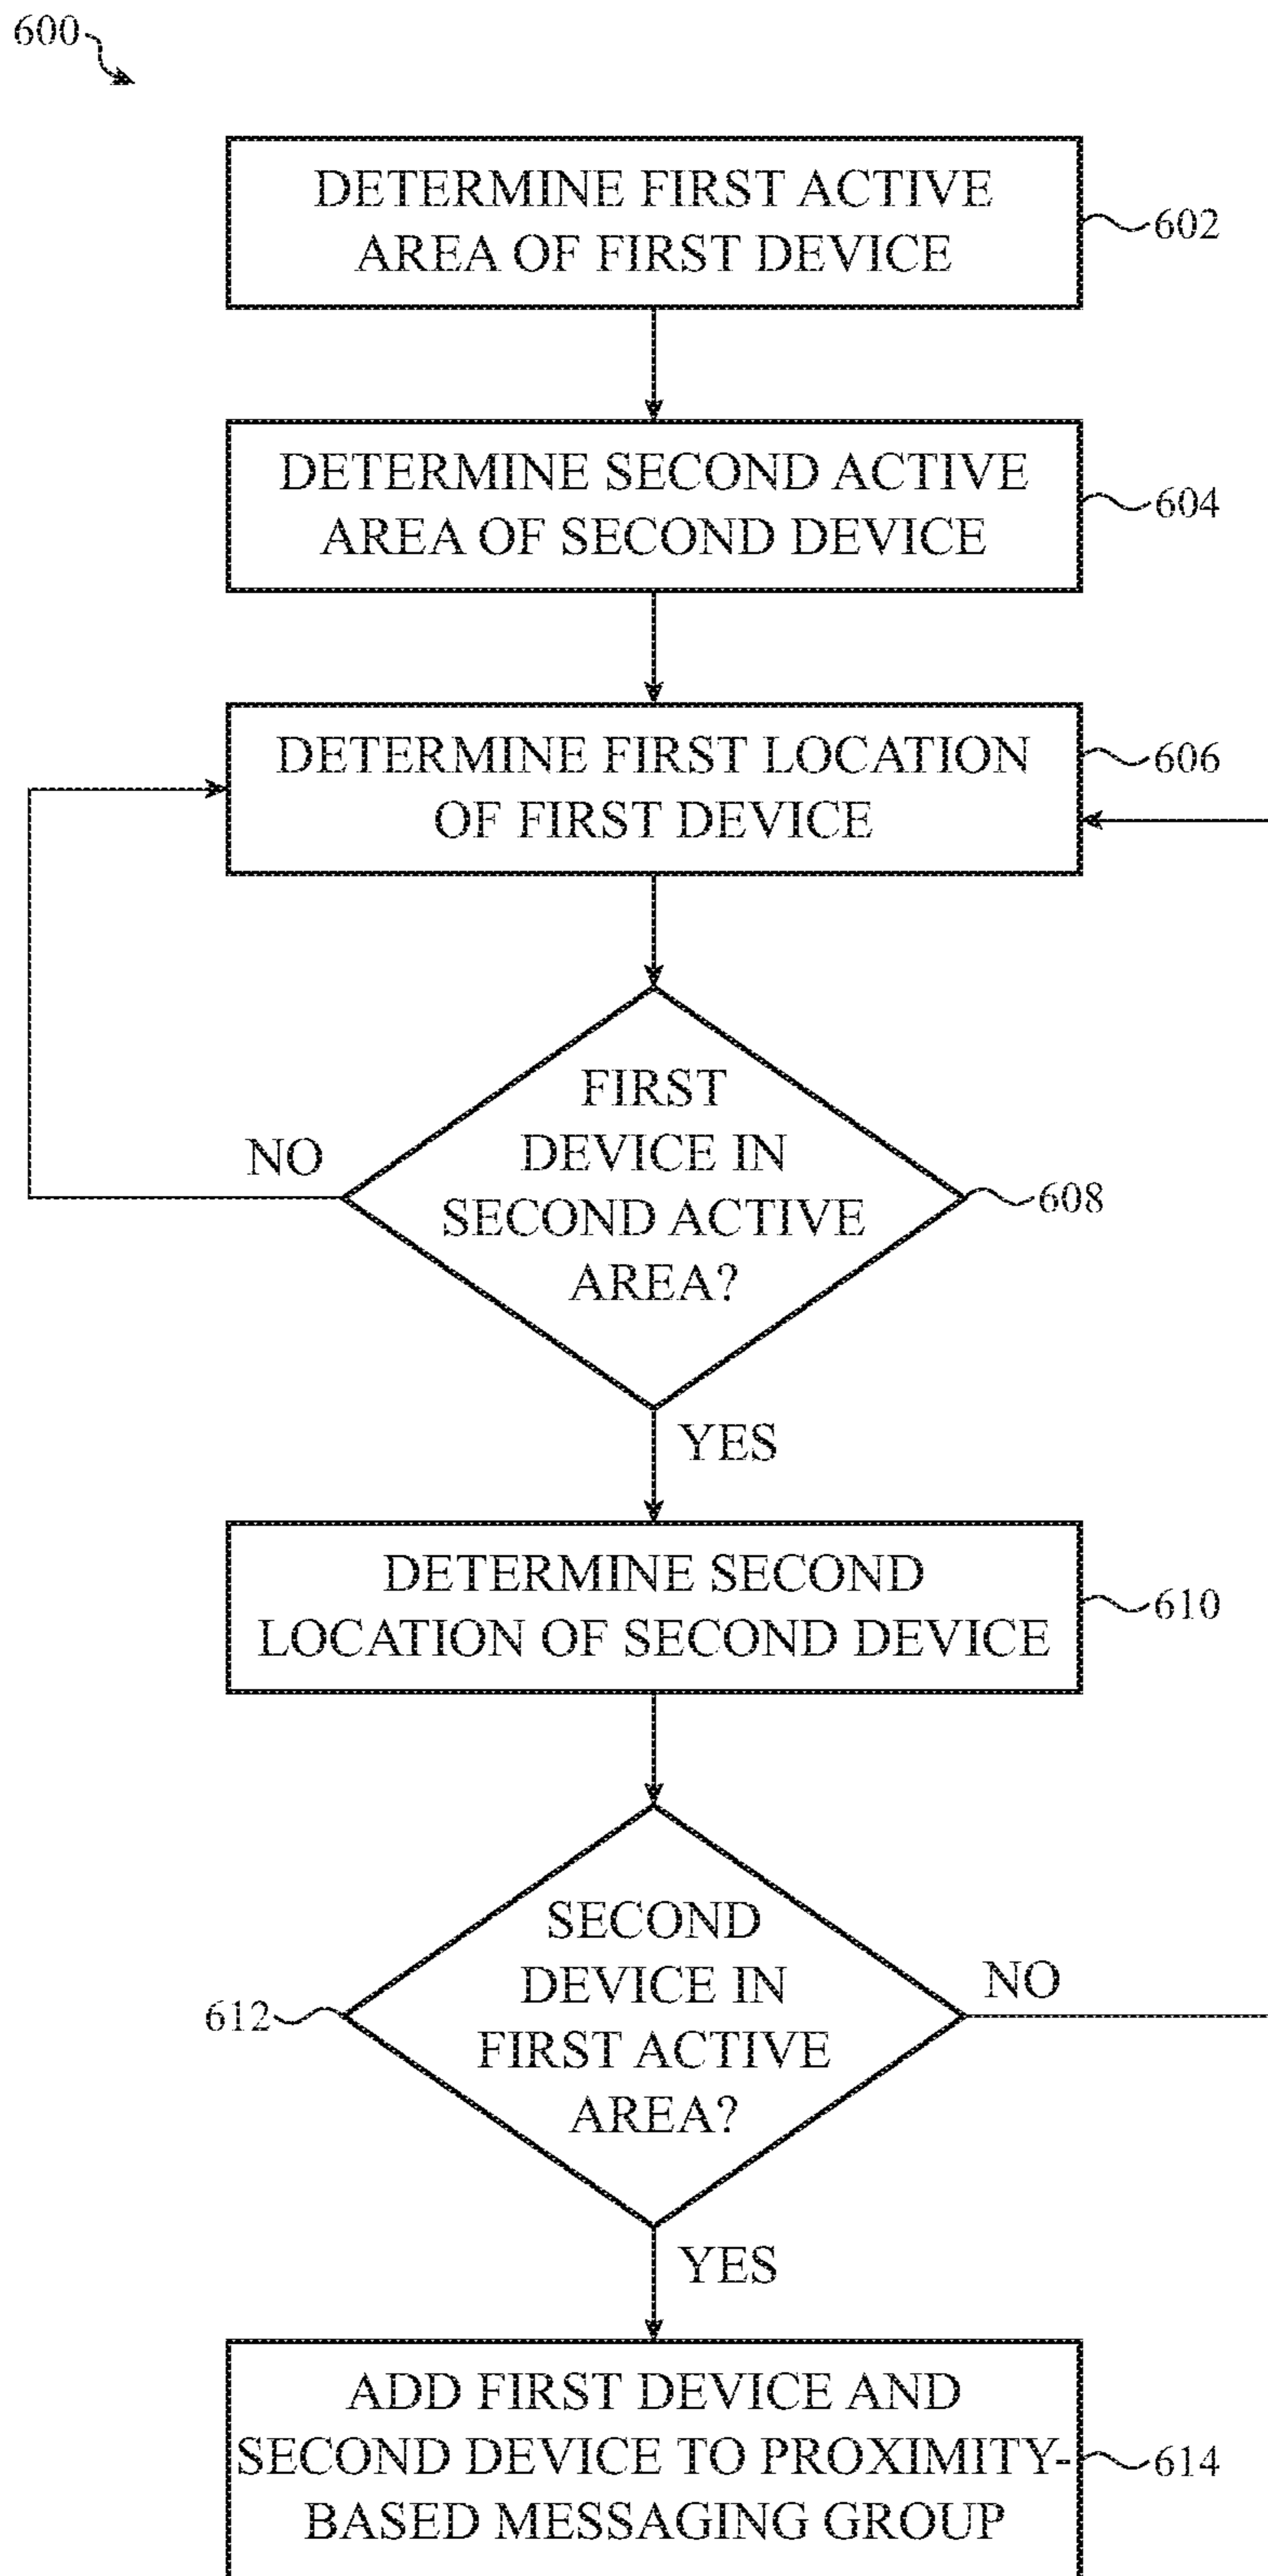 600
DETERMINE FIRST ACTIVE
AREA OF FIRST DEVICE
602
DETERMINE SECOND ACTIVE
AREA OF SECOND DEVICE
604
DETERMINE FIRST LOCATION
OF FIRST DEVICE
606
FIRST
DEVICE IN
SECOND ACTIVE
AREA?
NO
608
YES
DETERMINE SECOND
LOCATION OF SECOND DEVICE
610
SECOND
DEVICE IN
FIRST ACTIVE
AREA?
NO
612
YES
ADD FIRST DEVICE AND
SECOND DEVICE TO PROXIMITY-
BASED MESSAGING GROUP
614